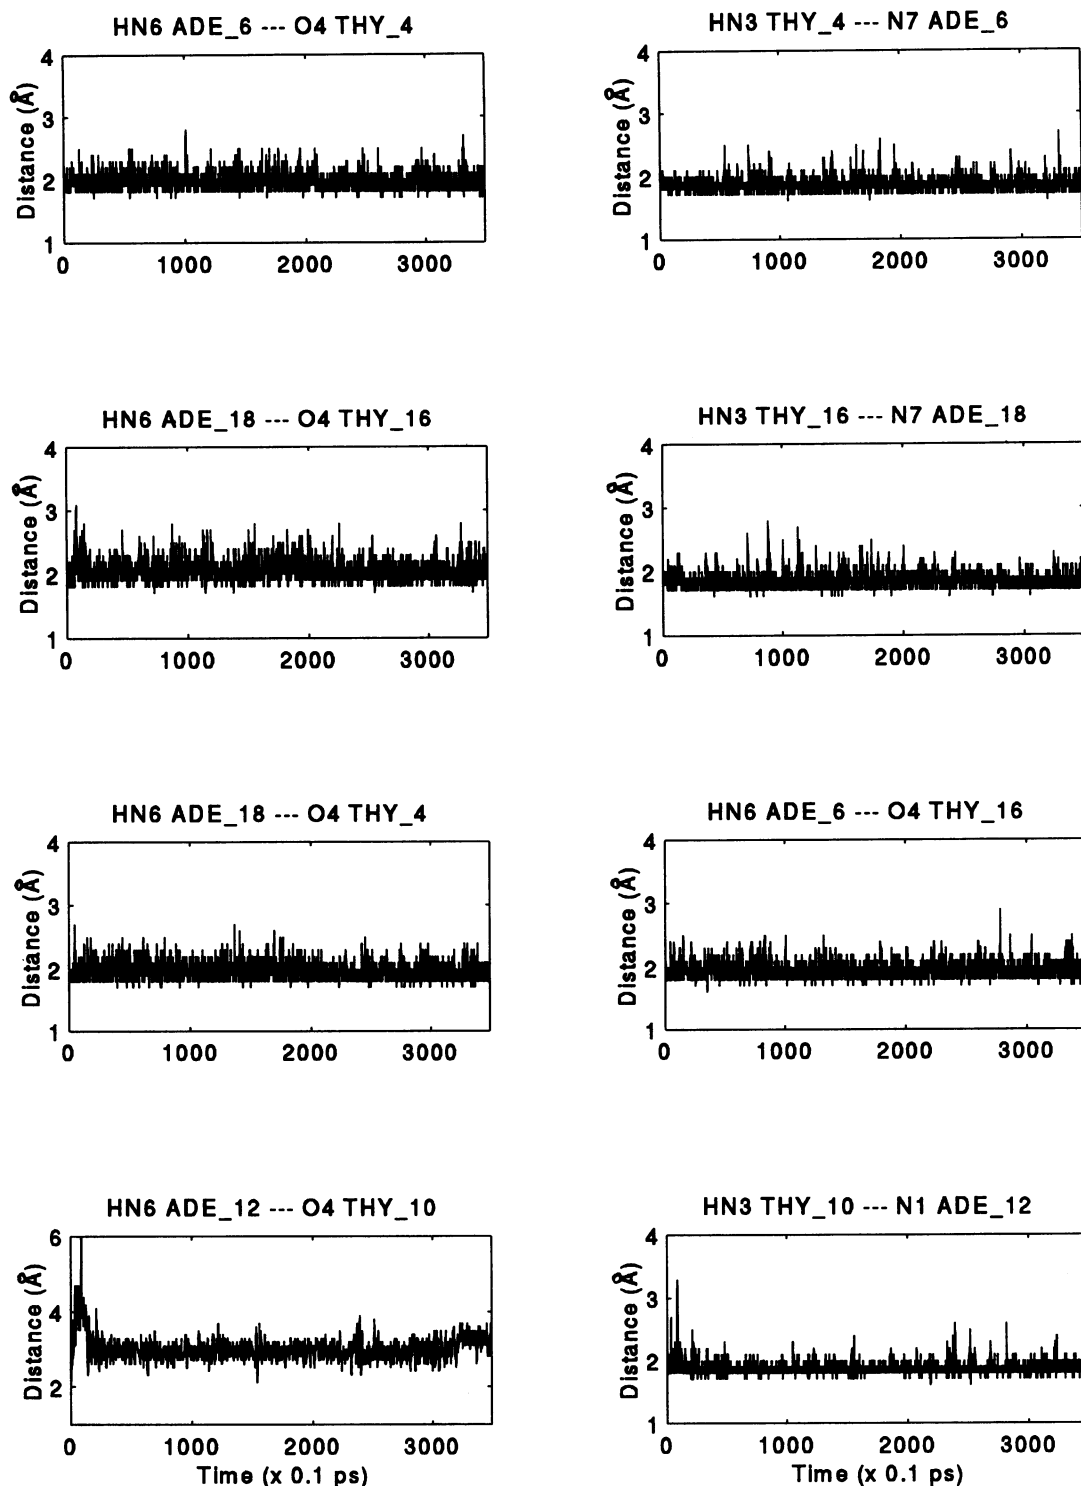 HN6 ADE_6 --- O4 THY_4
HN3 THY_4 --- N7 ADE_6
Distance (Å)
4
3
2
1
0 1000 2000 3000
Distance (Å)
4
3
2
1
0 1000 2000 3000
HN6 ADE_18 --- O4 THY_16
HN3 THY_16 --- N7 ADE_18
Distance (Å)
4
3
2
1
0 1000 2000 3000
Distance (Å)
4
3
2
1
0 1000 2000 3000
HN6 ADE_18 --- O4 THY_4
HN6 ADE_6 --- O4 THY_16
Distance (Å)
4
3
2
1
0 1000 2000 3000
Distance (Å)
4
3
2
1
0 1000 2000 3000
HN6 ADE_12 --- O4 THY_10
HN3 THY_10 --- N1 ADE_12
Distance (Å)
6
4
2
0 1000 2000 3000
Time (x 0.1 ps)
Distance (Å)
4
3
2
1
0 1000 2000 3000
Time (x 0.1 ps)